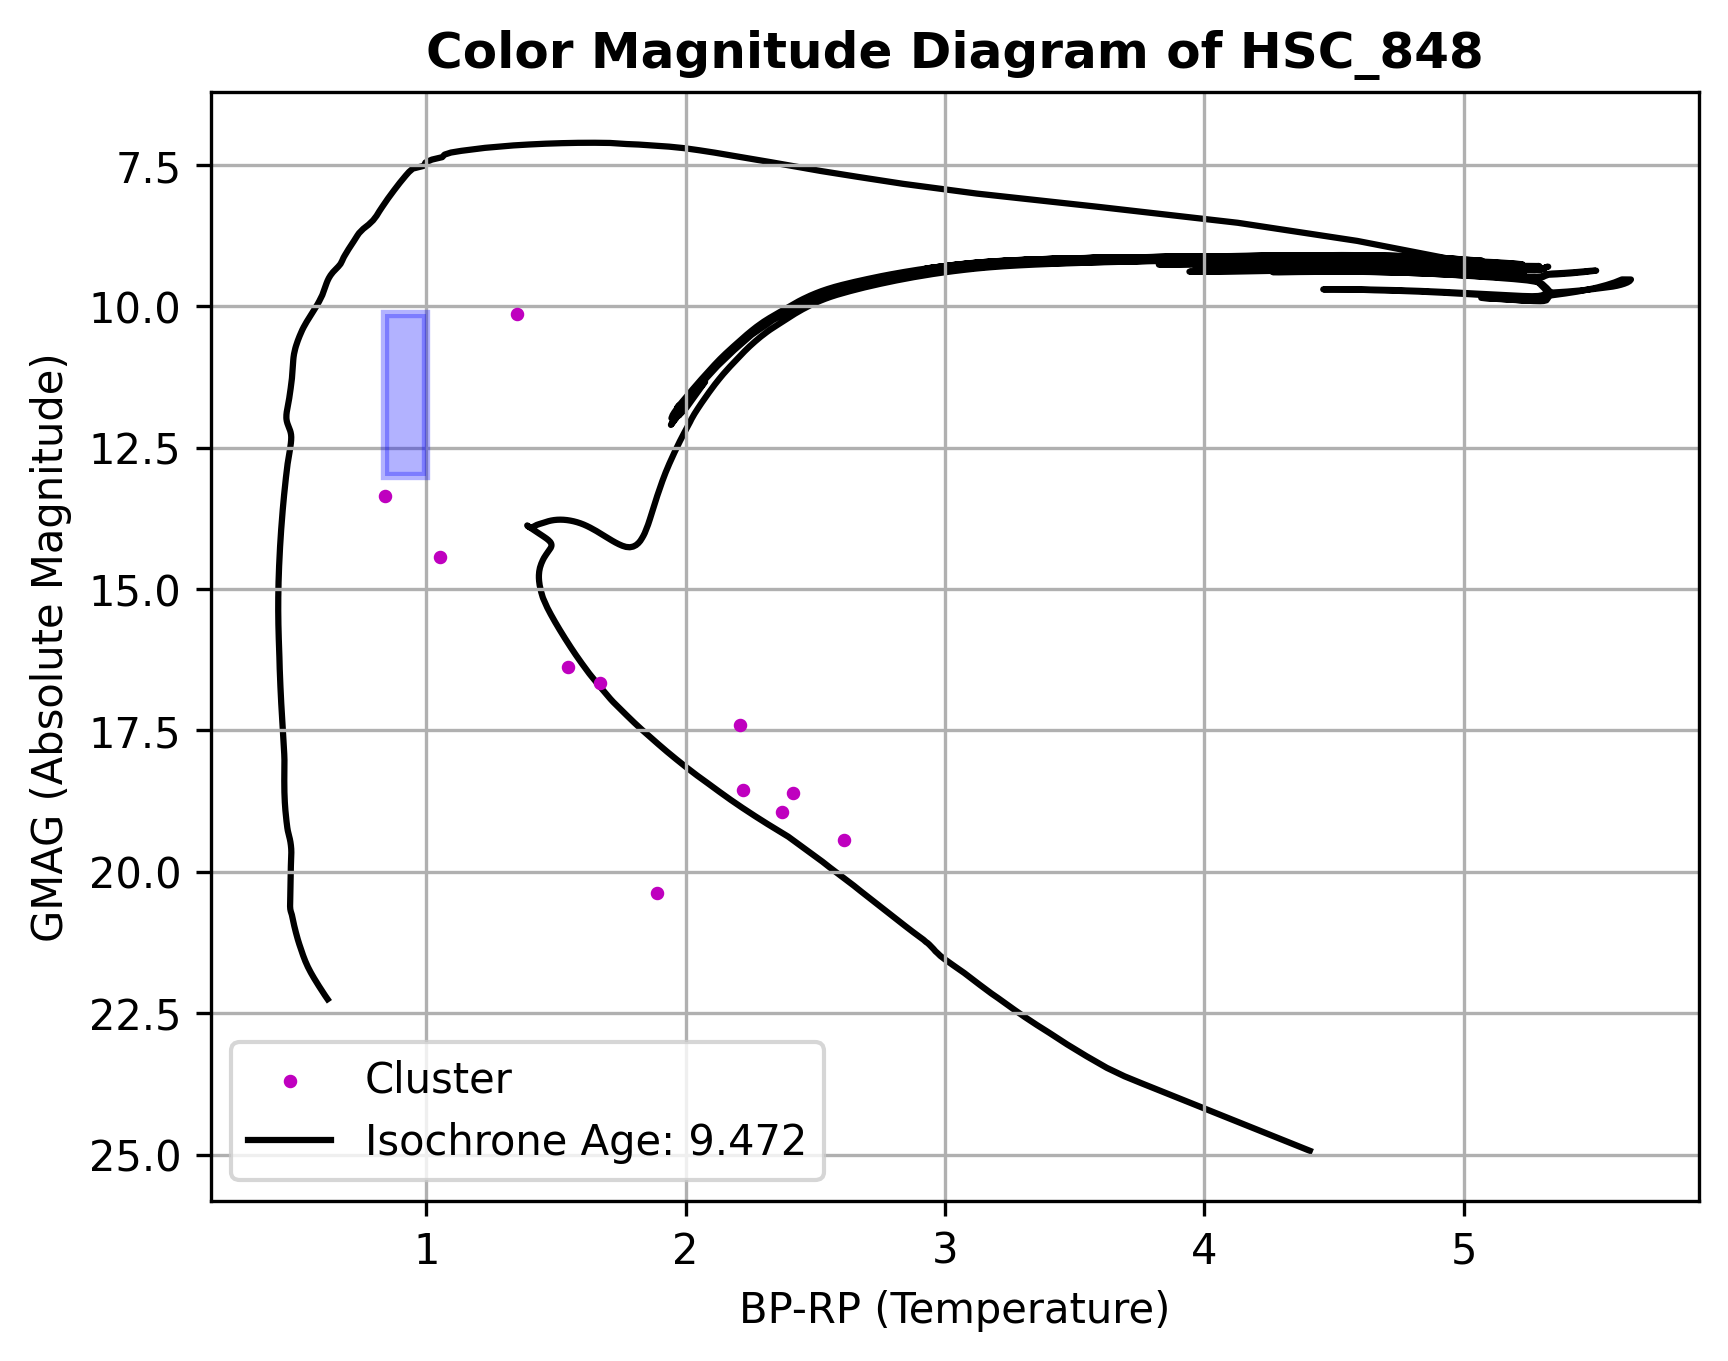 Color Magnitude Diagram of HSC_848
GMAG (Absolute Magnitude)
7.5
10.0
12.5
15.0
17.5
20.0
22.5
25.0
Cluster
Isochrone Age: 9.472
1 2 3 4 5
BP-RP (Temperature)